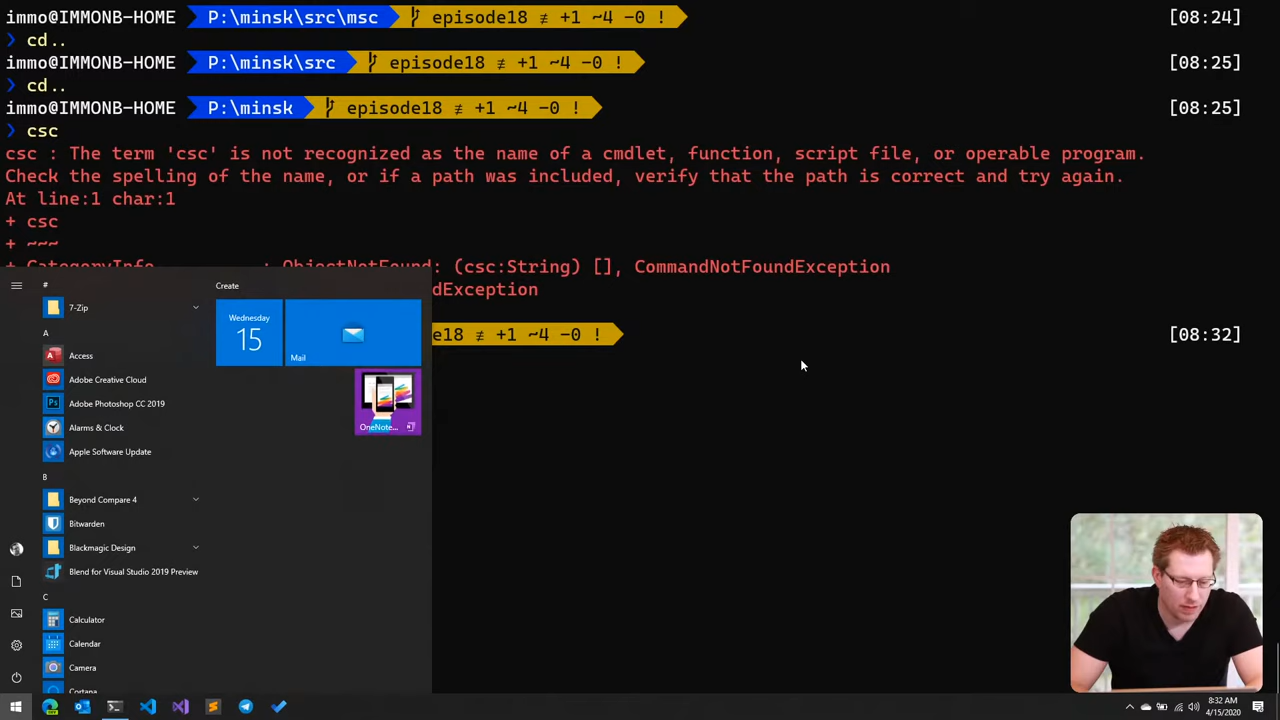 immo@IMMONB-HOME P:\minsk\src\msc episode18 ≢ +1 ~4 -0 ! [08:24]
❯ cd..
immo@IMMONB-HOME P:\minsk\src episode18 ≢ +1 ~4 -0 ! [08:25]
❯ cd..
immo@IMMONB-HOME P:\minsk episode18 ≢ +1 ~4 -0 ! [08:25]
❯ csc
csc : The term 'csc' is not recognized as the name of a cmdlet, function, script file, or operable program.
Check the spelling of the name, or if a path was included, verify that the path is correct and try again.
At line:1 char:1
+ csc
+ ~~~
+ CategoryInfo : ObjectNotFound: (csc:String) [], CommandNotFoundException
dException
e18 ≢ +1 ~4 -0 ! [08:32]
#
7-Zip
A
Access
Adobe Creative Cloud
Adobe Photoshop CC 2019
Alarms & Clock
Apple Software Update
B
Beyond Compare 4
Bitwarden
Blackmagic Design
Blend for Visual Studio 2019 Preview
C
Calculator
Calendar
Camera
Cortana
Create
Wednesday
15
Mail
OneNote...
8:32 AM
4/15/2020